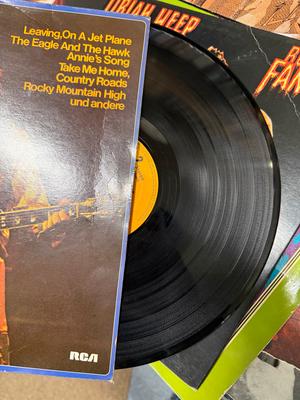 URIAH HEEP
Leaving, On A Jet Plane
The Eagle And The Hawk
Annie's Song
Take Me Home,
Country Roads
Rocky Mountain High
und andere
FAN
RCA